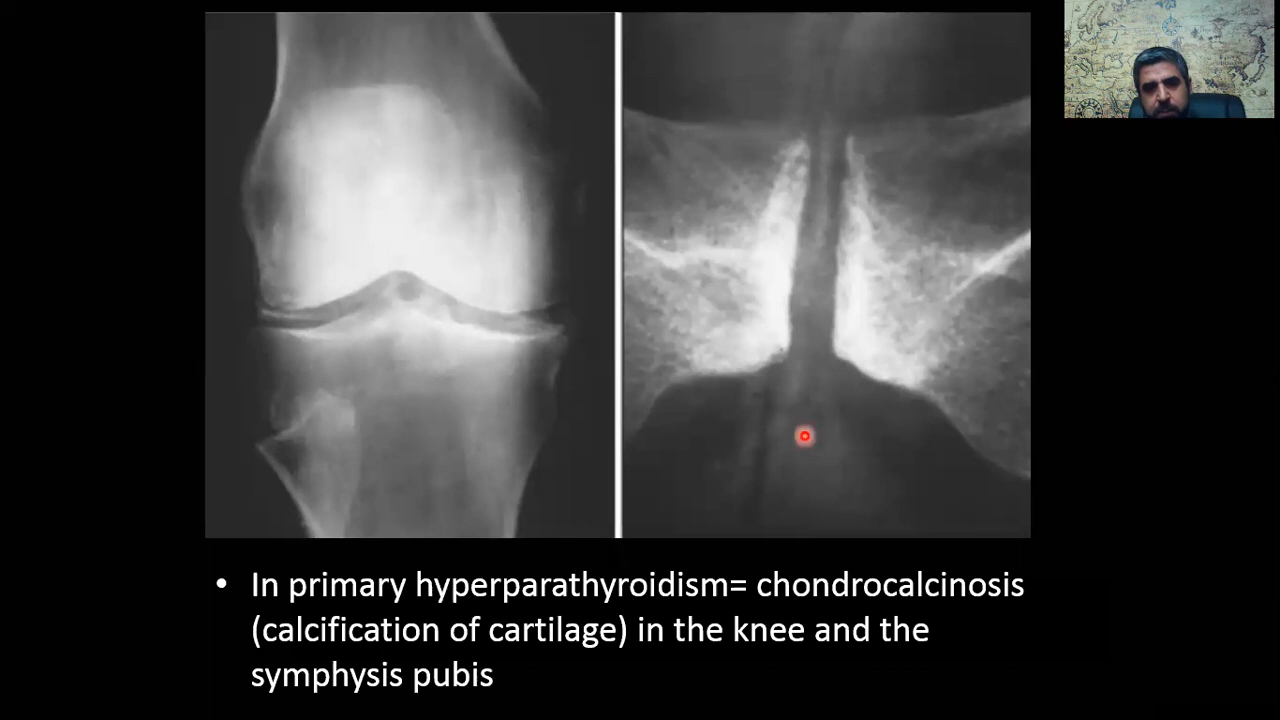 • In primary hyperparathyroidism= chondrocalcinosis
(calcification of cartilage) in the knee and the
symphysis pubis